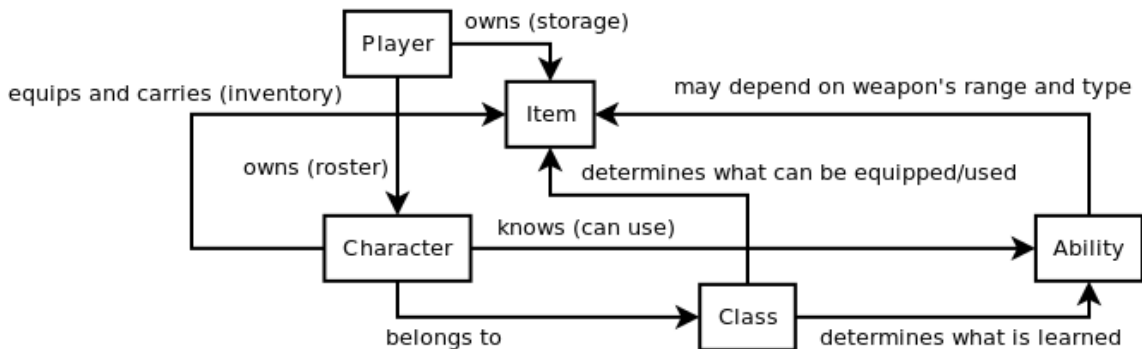 owns (storage)
Player
equips and carries (inventory)
may depend on weapon's range and type
Item
owns (roster)
determines what can be equipped/used
Character
knows (can use)
Ability
Class
belongs to
determines what is learned